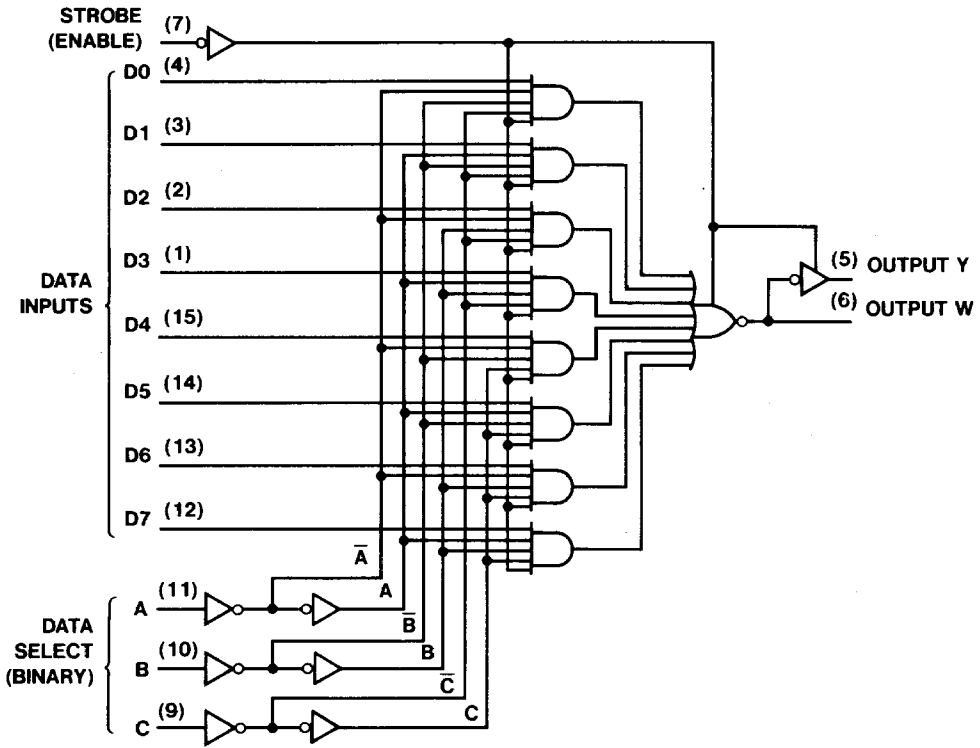 STROBE (7)
(ENABLE)
D0 (4)
D1 (3)
D2 (2)
D3 (1)
DATA
INPUTS
D4 (15)
D5 (14)
D6 (13)
D7 (12)
(5) OUTPUT Y
(6) OUTPUT W
A̅
A (11)
A
B̅
DATA
SELECT
(BINARY)
B (10)
B
C̅
C (9)
C